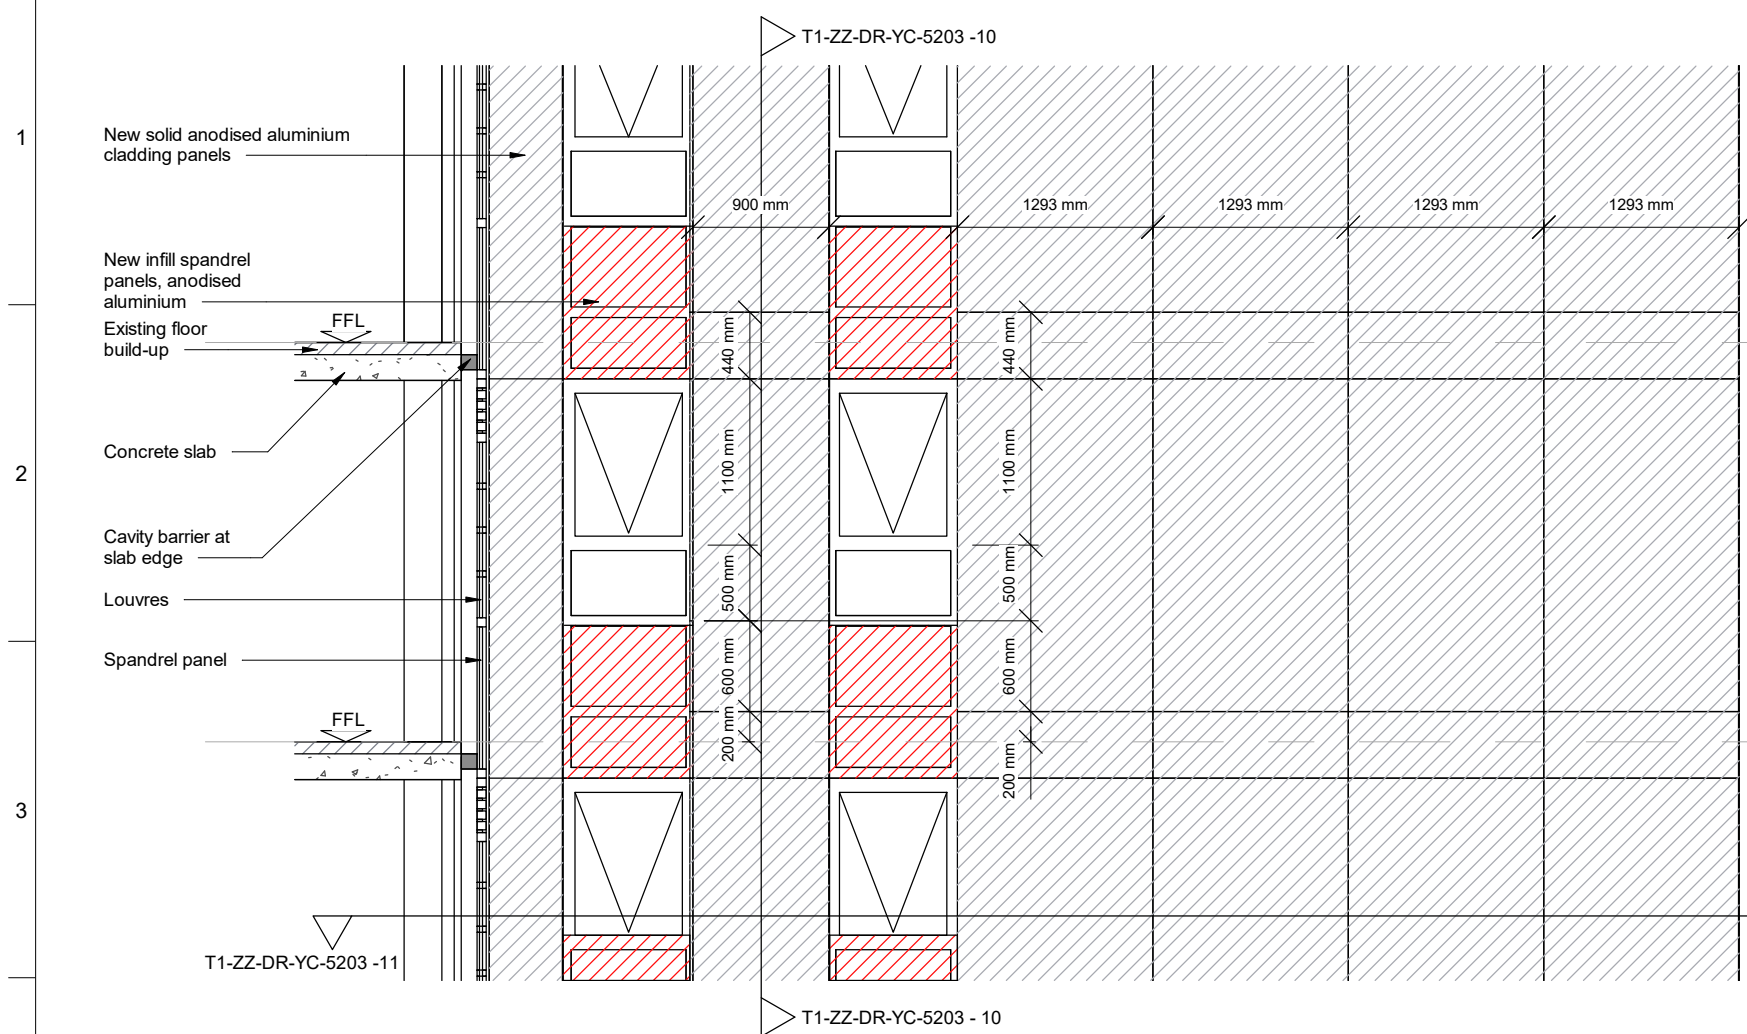 T1-ZZ-DR-YC-5203 -10
1
New solid anodised aluminium
cladding panels
900 mm
1293 mm
1293 mm
1293 mm
1293 mm
New infill spandrel
panels, anodised
aluminium
Existing floor
build-up
FFL
440 mm
440 mm
Concrete slab
2
1100 mm
1100 mm
Cavity barrier at
slab edge
500 mm
500 mm
Louvres
Spandrel panel
600 mm
600 mm
FFL
200 mm
200 mm
3
T1-ZZ-DR-YC-5203 -11
T1-ZZ-DR-YC-5203 - 10